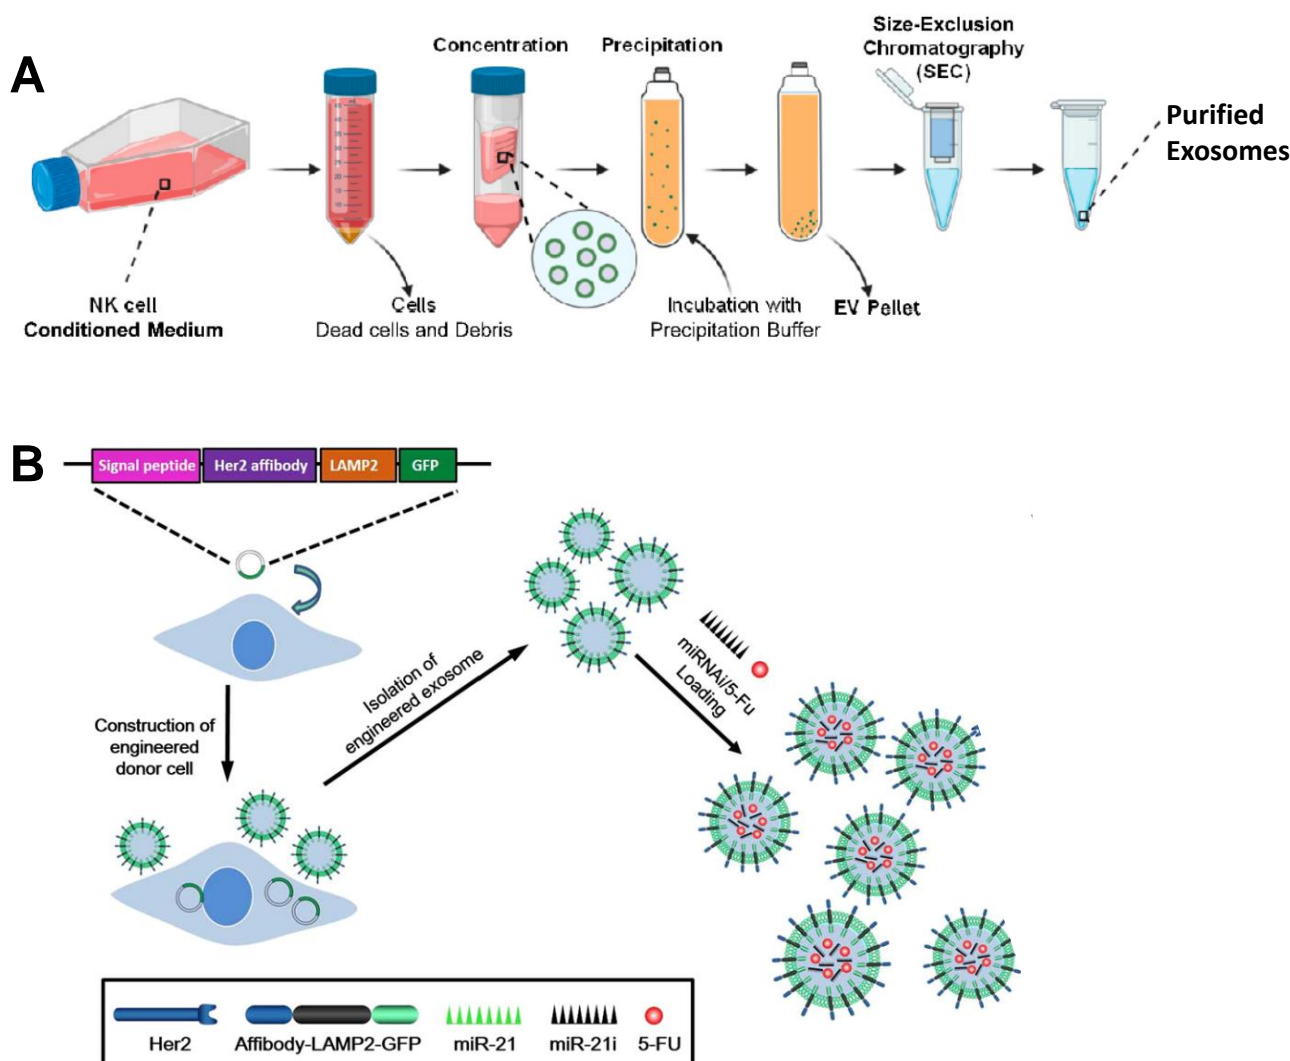 A
Concentration
Precipitation
Size-Exclusion
Chromatography
(SEC)
Purified
Exosomes
NK cell
Conditioned Medium
Cells
Dead cells and Debris
Incubation with
Precipitation Buffer
EV Pellet
B
Signal peptide
Her2 affibody
LAMP2
GFP
Construction of
engineered
donor cell
Isolation of
engineered exosome
miRNAi/5-Fu
Loading
Her2
Affibody-LAMP2-GFP
miR-21
miR-21i
5-FU